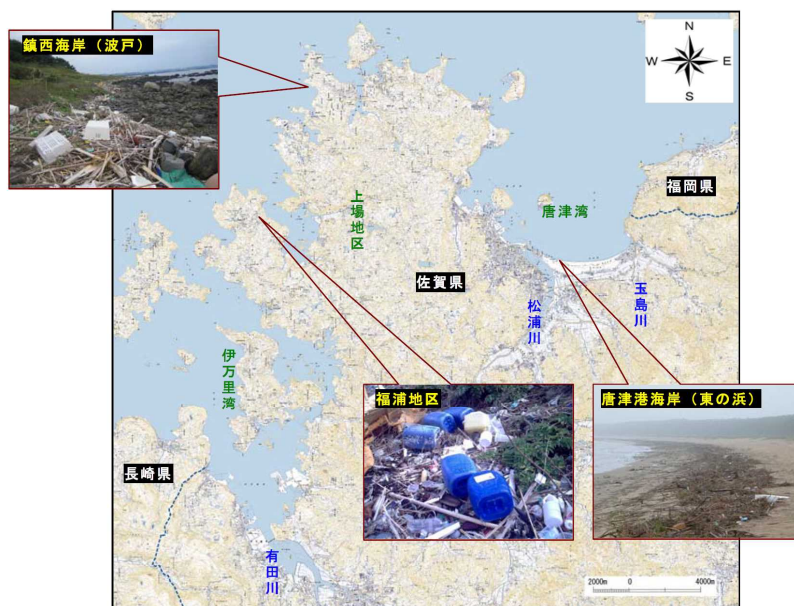 鎮西海岸（波戸）
N
W E
S
福岡県
上場地区
唐津湾
佐賀県
松浦川
玉島川
伊万里湾
福浦地区
唐津港海岸（東の浜）
長崎県
有田川
2000m 0 4000m